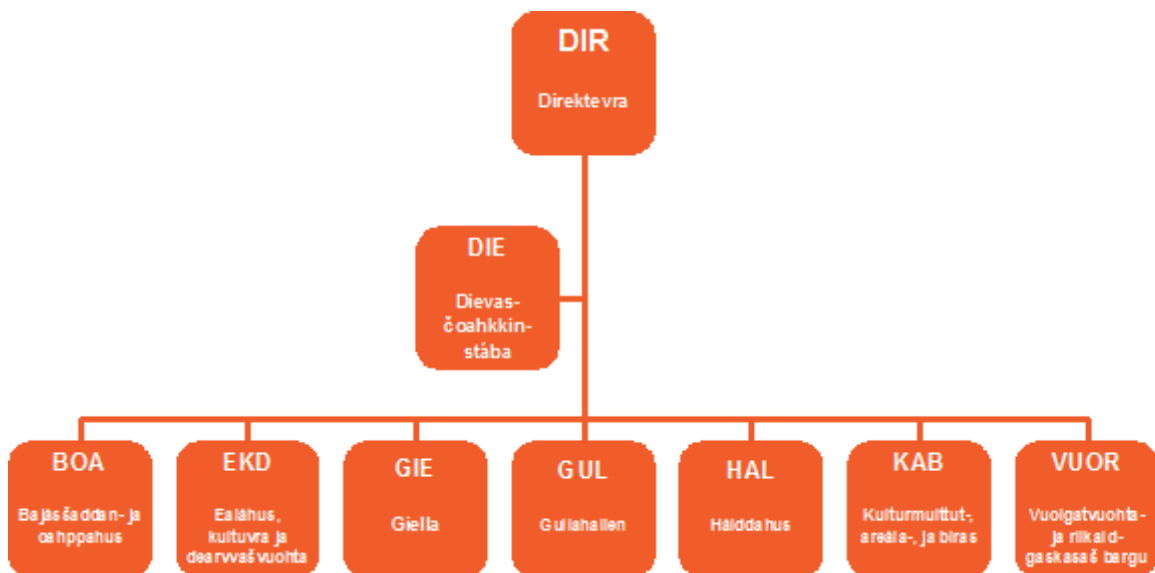 DIR
Direktevra
DIE
Dievas-
čoahkkin-
stába
BOA
Bajásšaddan- ja
oahppahus
EKD
Ealáhus,
kultuvra ja
dearvvašvuohta
GIE
Giella
GUL
Gullahallen
HAL
Hálddahus
KAB
Kulturmuittut-,
areála-, ja biras
VUOR
Vuoigatvuohta-
ja riikaid-
gaskasaš bargu